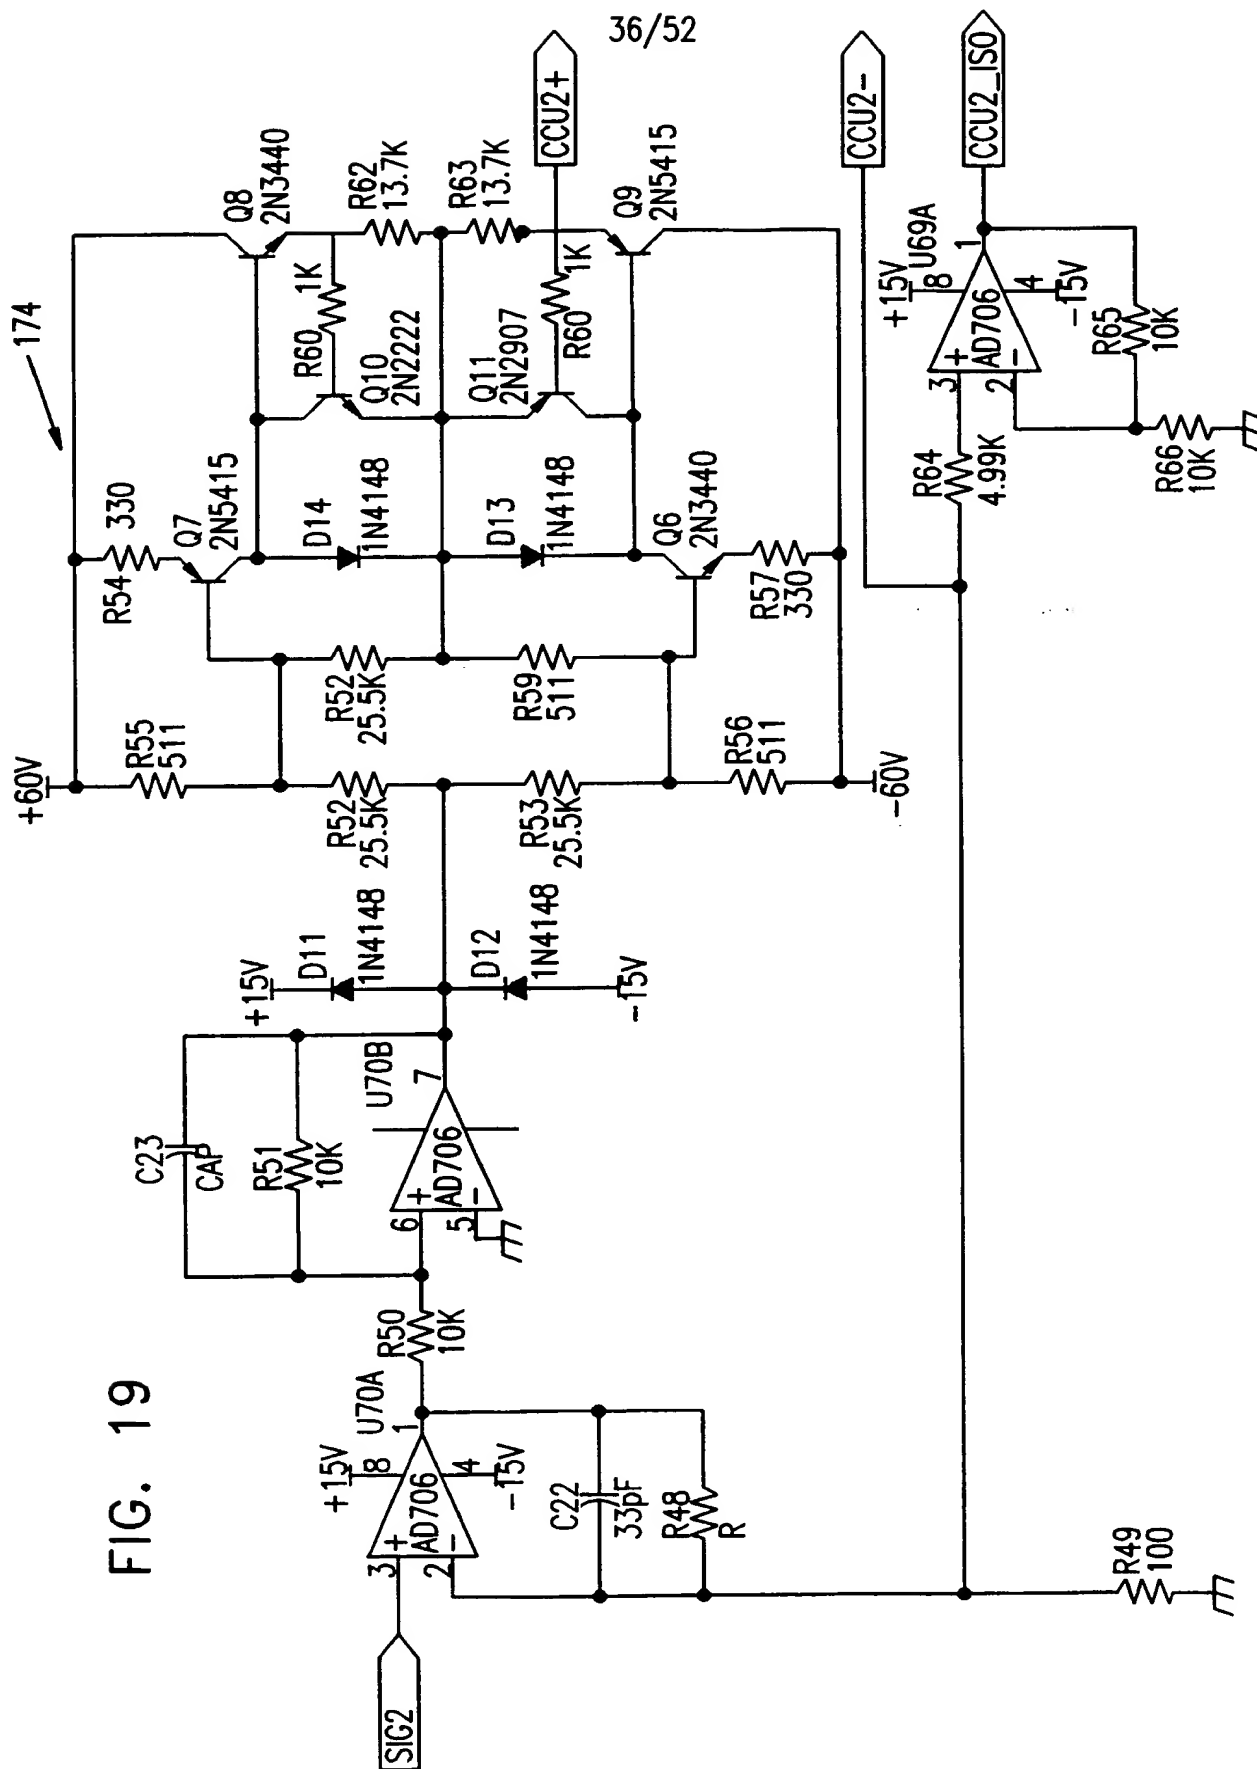 36/52
FIG. 19
174
SIG2
3
2
+
-
AD706
+15V
8
U70A
1
4
-15V
C22
33pF
R48
R
R49
100
R50
10K
C23
CAP
R51
10K
6
5
+
-
AD706
U70B
7
+15V
D11
1N4148
D12
1N4148
-15V
+60V
R55
511
R52
25.5K
R53
25.5K
R56
511
-60V
R52
25.5K
R59
511
R54
330
Q7
2N5415
D14
1N4148
D13
1N4148
Q6
2N3440
R57
330
R60
1K
Q10
2N2222
Q11
2N2907
R60
1K
Q8
2N3440
R62
13.7K
R63
13.7K
Q9
2N5415
CCU2+
CCU2-
CCU2_ISO
R64
4.99K
3
2
+
-
AD706
+15V
8
U69A
1
4
-15V
R65
10K
R66
10K